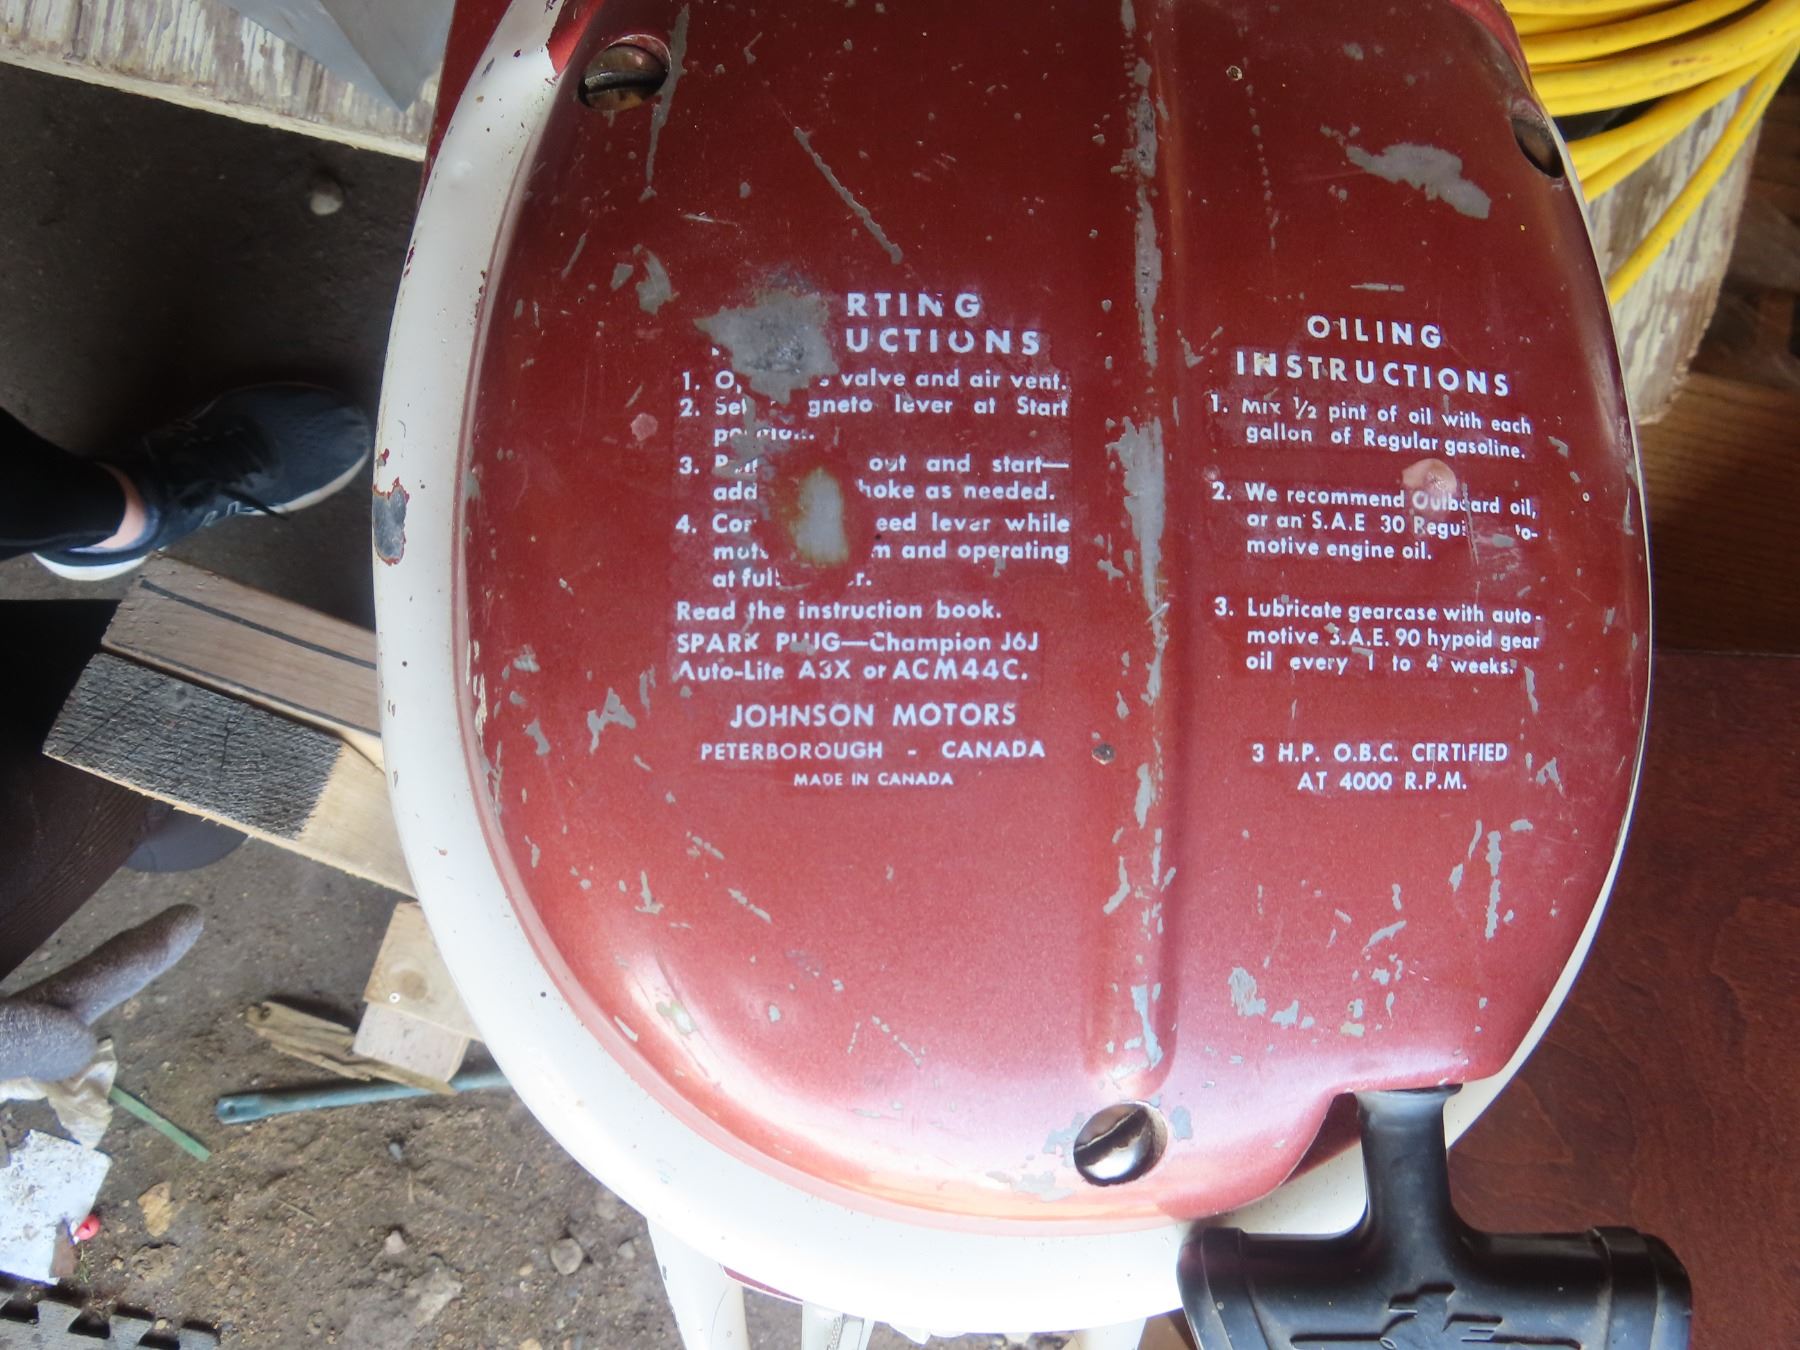 RTING
UCTIONS
1. valve and air vent.
2. Set gneto lever at Start
3. out and start—
add hoke as needed.
4. eed lever while
m and operating
at full r.
Read the instruction book.
SPARK PLUG—Champion J6J
Auto-Lite A3X or ACM44C.
JOHNSON MOTORS
PETERBOROUGH - CANADA
MADE IN CANADA
OILING
INSTRUCTIONS
1. Mix ½ pint of oil with each
gallon of Regular gasoline.
2. We recommend Outboard oil,
or an S.A.E 30 Regu to-
motive engine oil.
3. Lubricate gearcase with auto-
motive S.A.E. 90 hypoid gear
oil every 1 to 4 weeks.
3 H.P. O.B.C. CERTIFIED
AT 4000 R.P.M.